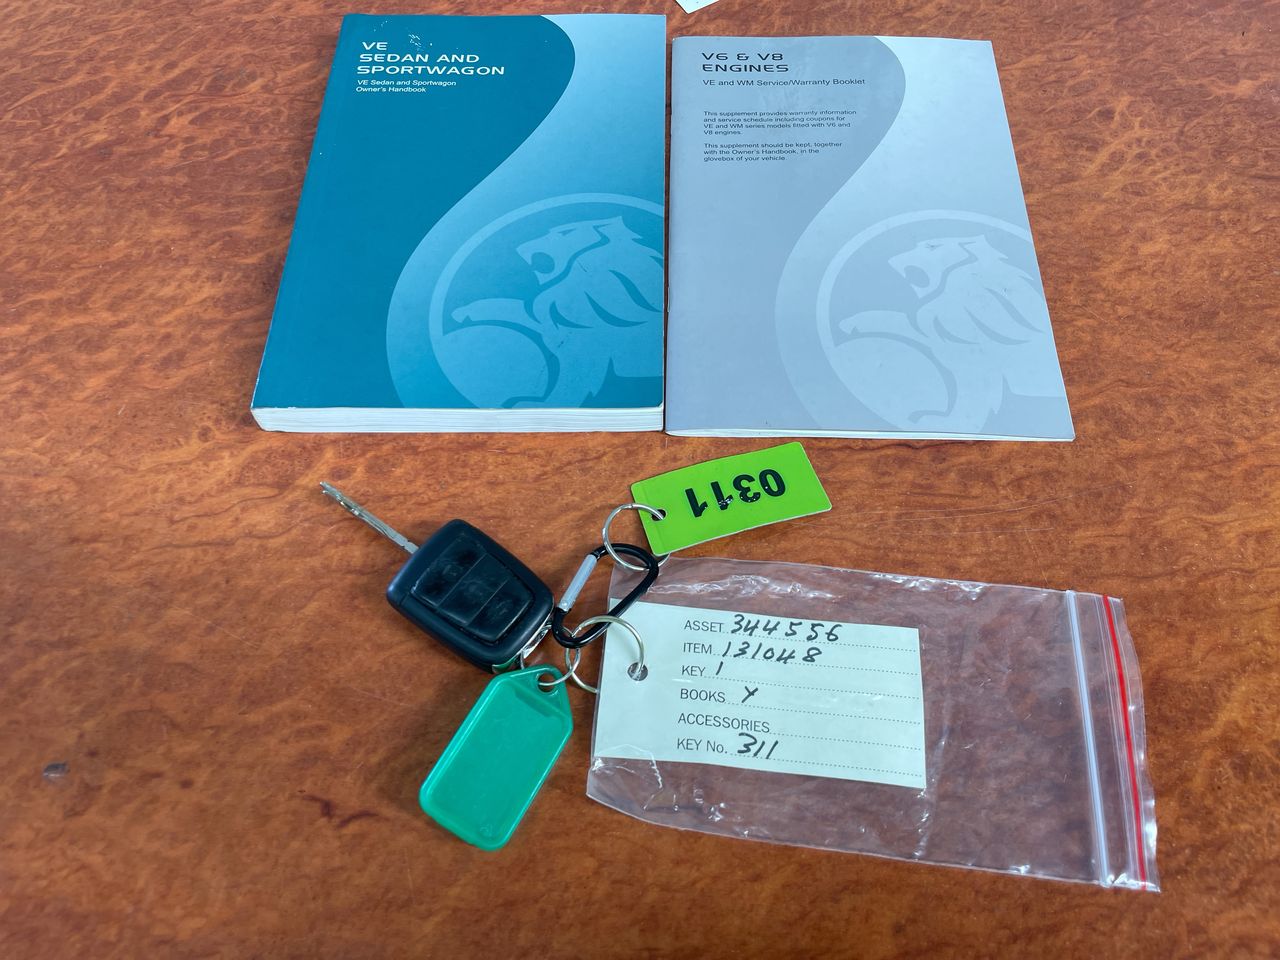 VE
SEDAN AND
SPORTWAGON
VE Sedan and Sportwagon
Owner's Handbook
V6 & V8
ENGINES
VE and WM Service/Warranty Booklet
This supplement provides warranty information
and service schedule including coupons for
VE and WM series models fitted with V6 and
V8 engines.
This supplement should be kept, together
with the Owner's Handbook, in the
glovebox of your vehicle.
0311
ASSET 344556
ITEM 131048
KEY 1
BOOKS Y
ACCESSORIES
KEY No. 311